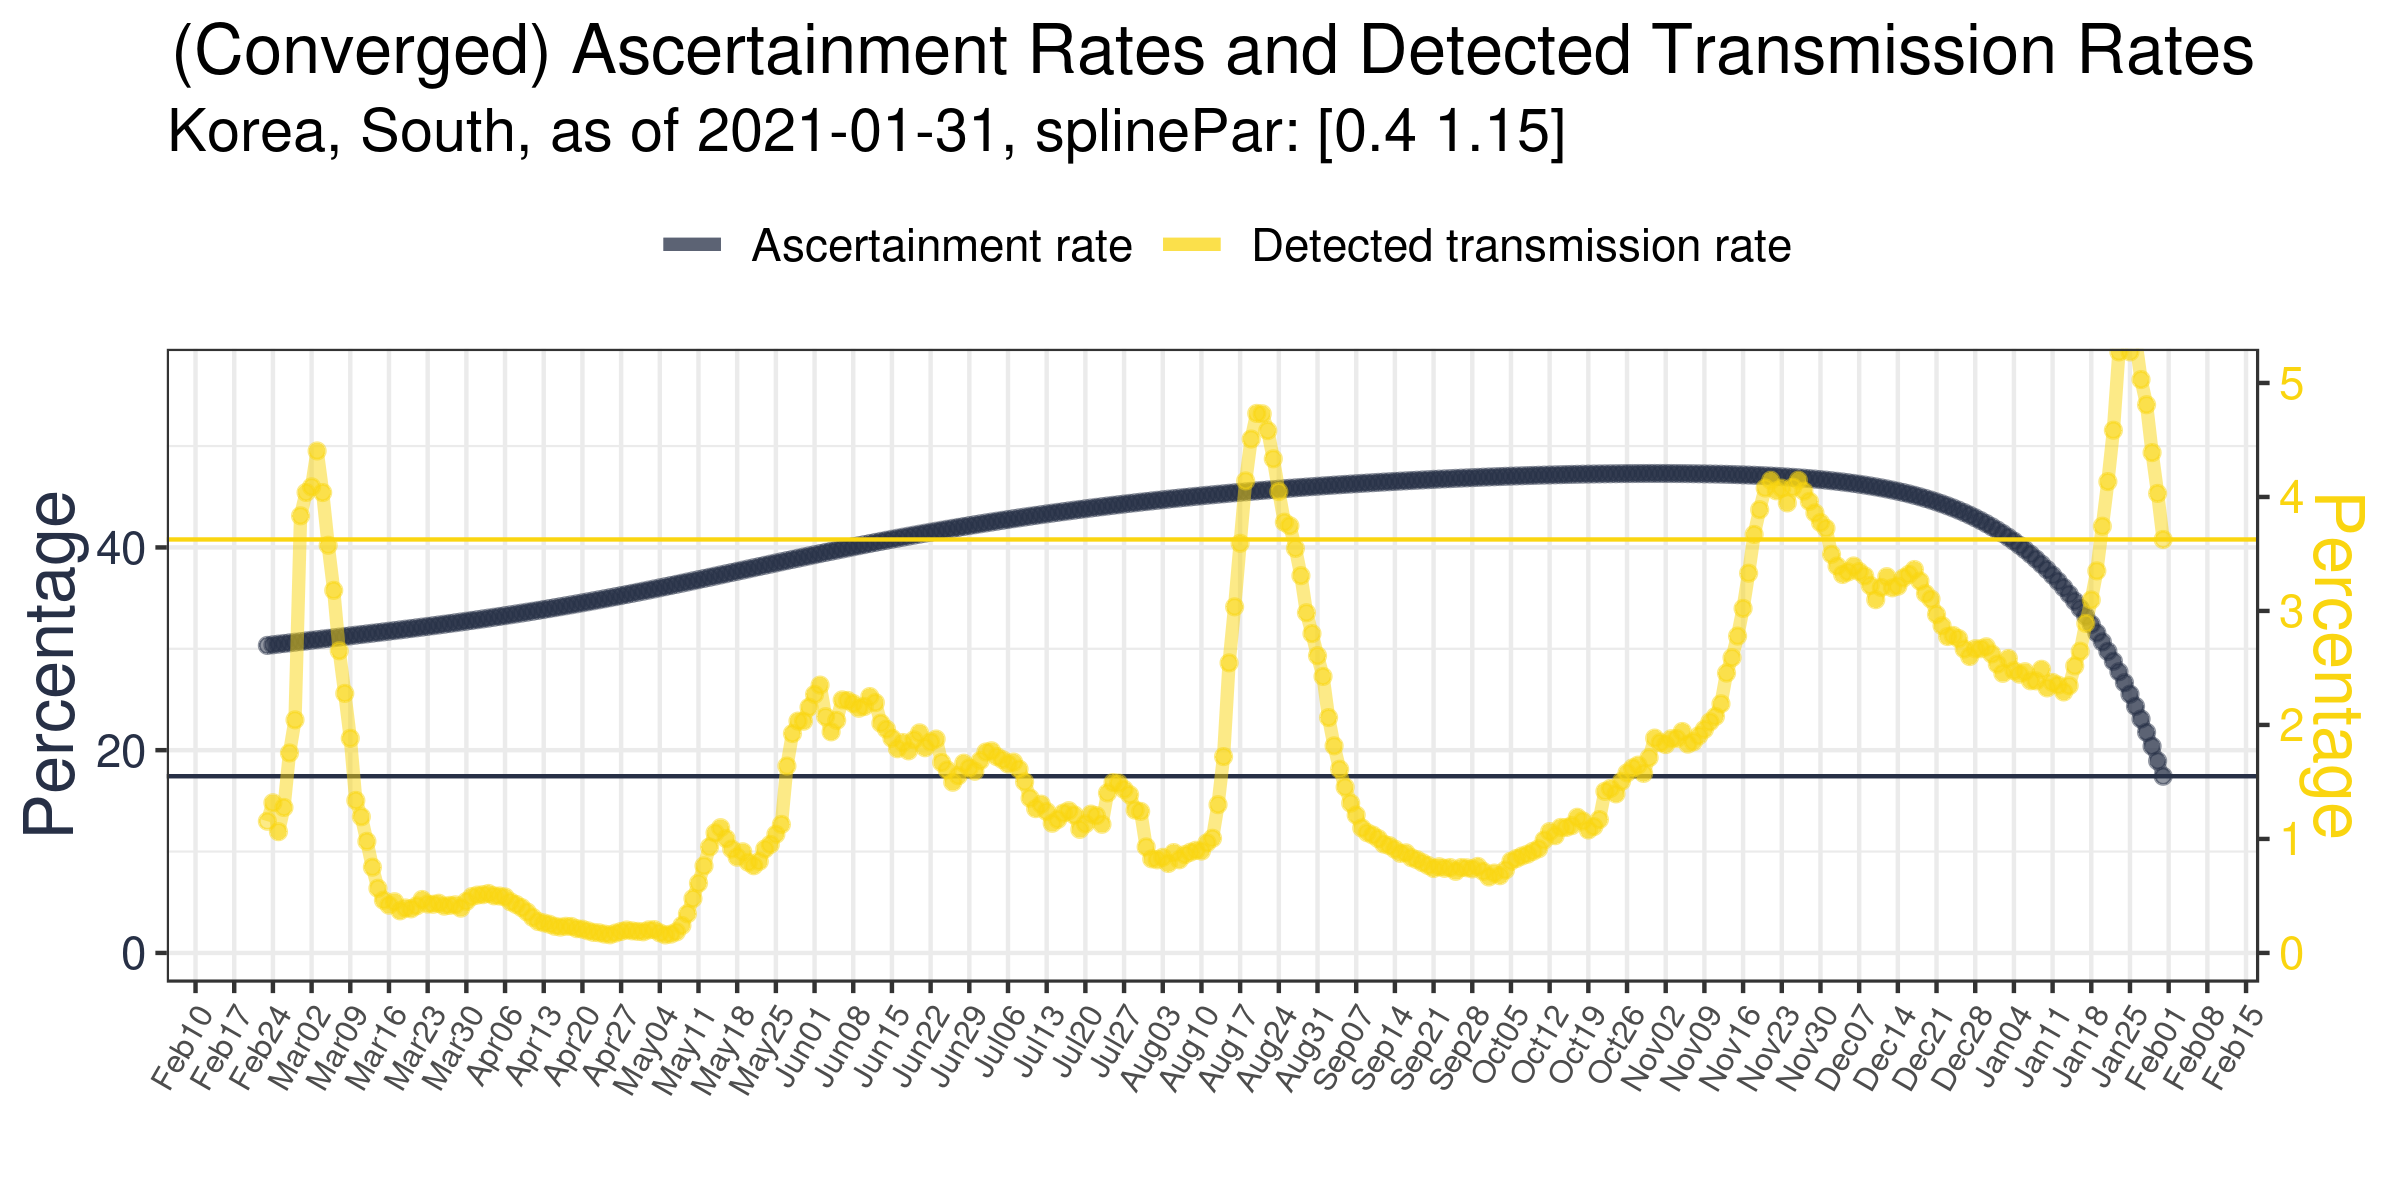 (Converged) Ascertainment Rates and Detected Transmission Rates
Korea, South, as of 2021-01-31, splinePar: [0.4 1.15]
Ascertainment rate
Detected transmission rate
Percentage
40
20
0
5
4
3
2
1
0
Percentage
Feb10
Feb17
Feb24
Mar02
Mar09
Mar16
Mar23
Mar30
Apr06
Apr13
Apr20
Apr27
May04
May11
May18
May25
Jun01
Jun08
Jun15
Jun22
Jun29
Jul06
Jul13
Jul20
Jul27
Aug03
Aug10
Aug17
Aug24
Aug31
Sep07
Sep14
Sep21
Sep28
Oct05
Oct12
Oct19
Oct26
Nov02
Nov09
Nov16
Nov23
Nov30
Dec07
Dec14
Dec21
Dec28
Jan04
Jan11
Jan18
Jan25
Feb01
Feb08
Feb15